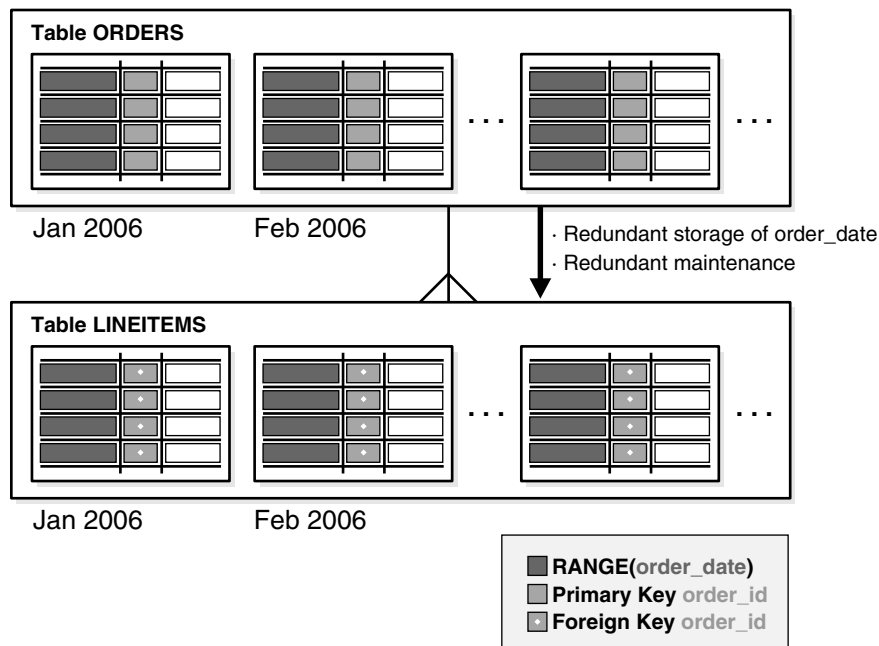 Table ORDERS
. . .
. . .
Jan 2006
Feb 2006
· Redundant storage of order_date
· Redundant maintenance
Table LINEITEMS
. . .
. . .
Jan 2006
Feb 2006
RANGE(order_date)
Primary Key order_id
Foreign Key order_id